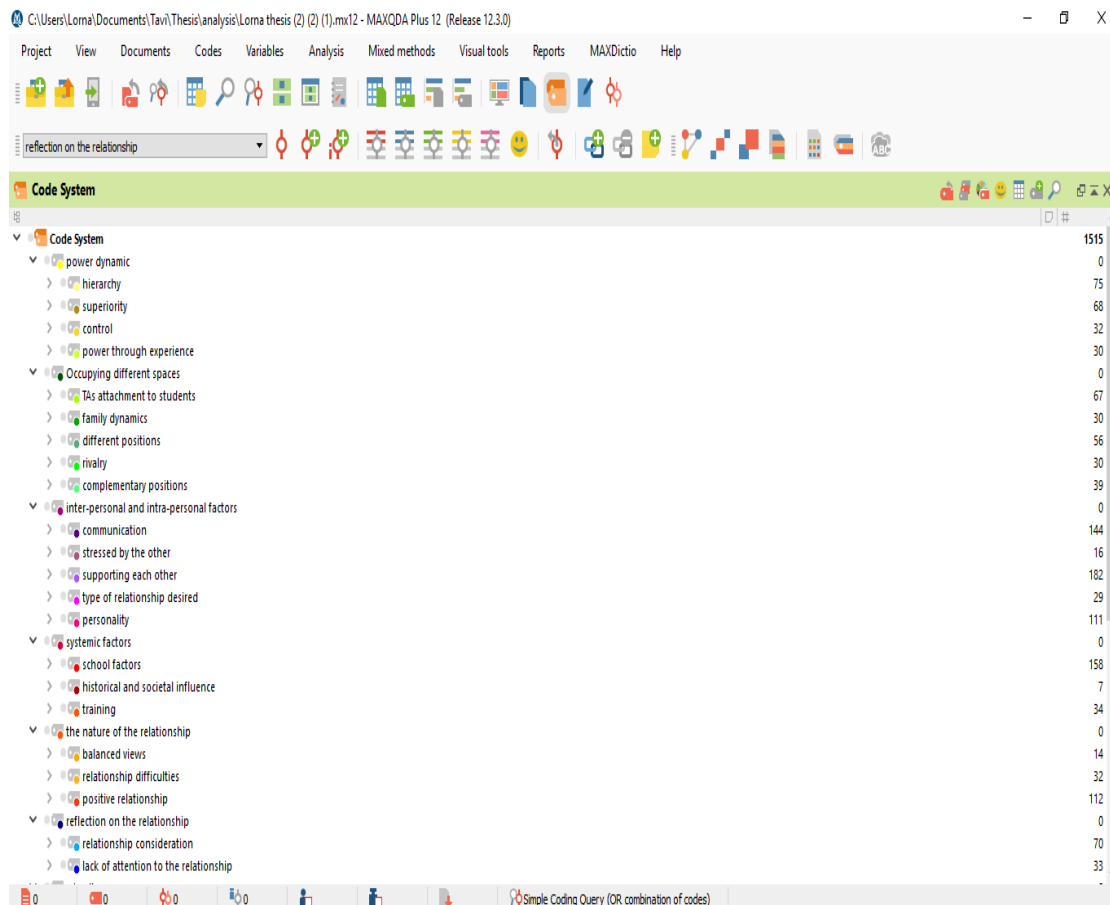 C:\Users\Lorna\Documents\Tavi\Thesis\analysis\Lorna thesis (2) (2) (1).mx12 - MAXQDA Plus 12 (Release 12.3.0)
Project View Documents Codes Variables Analysis Mixed methods Visual tools Reports MAXDictio Help
reflection on the relationship ABC
Code System
#
Code System 1515
power dynamic 0
hierarchy 75
superiority 68
control 32
power through experience 30
Occupying different spaces 0
TAs attachment to students 67
family dynamics 30
different positions 56
rivalry 30
complementary positions 39
inter-personal and intra-personal factors 0
communication 144
stressed by the other 16
supporting each other 182
type of relationship desired 29
personality 111
systemic factors 0
school factors 158
historical and societal influence 7
training 34
the nature of the relationship 0
balanced views 14
relationship difficulties 32
positive relationship 112
reflection on the relationship 0
relationship consideration 70
lack of attention to the relationship 33
0 0 0 0 Simple Coding Query (OR combination of codes)